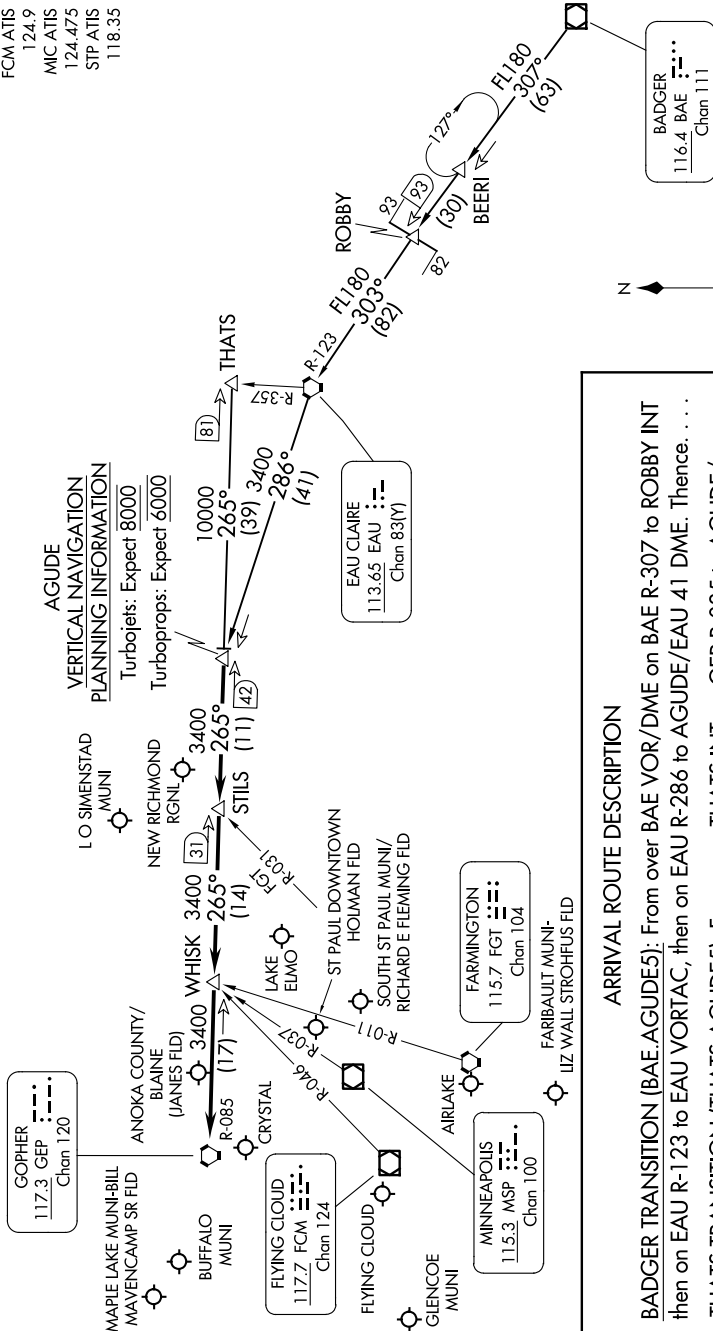 FCM ATIS
124.9
MIC ATIS
124.475
STP ATIS
118.35
AGUDE
VERTICAL NAVIGATION
PLANNING INFORMATION
Turbojets: Expect 8000
Turboprops: Expect 6000
L O SIMENSTAD
MUNI
NEW RICHMOND
RGNL
ANOKA COUNTY/
BLAINE
(JANES FLD)
GOPHER
117.3 GEP
Chan 120
MAPLE LAKE MUNI-BILL
MAVENCAMP SR FLD
BUFFALO
MUNI
CRYSTAL
R-085
3400
(17)
WHISK
3400
265°
(14)
31
STILS
3400
265°
(11)
42
10000
265°
(39)
81
THATS
R-357
3400
286°
(41)
R-123
FL180
303°
(82)
ROBBY
93
93
82
(30)
BEERI
127°
FL180
307°
(63)
BADGER
116.4 BAE
Chan 111
EAU CLAIRE
113.65 EAU
Chan 83(Y)
FGT
R-031
LAKE
ELMO
ST PAUL DOWNTOWN
HOLMAN FLD
SOUTH ST PAUL MUNI/
RICHARD E FLEMING FLD
R-011
R-037
R-046
FARMINGTON
115.7 FGT
Chan 104
AIRLAKE
FLYING CLOUD
117.7 FCM
Chan 124
FLYING CLOUD
MINNEAPOLIS
115.3 MSP
Chan 100
GLENCOE
MUNI
FARIBAULT MUNI-
LIZ WALL STROHFUS FLD
N
ARRIVAL ROUTE DESCRIPTION
BADGER TRANSITION (BAE.AGUDE5): From over BAE VOR/DME on BAE R-307 to ROBBY INT
then on EAU R-123 to EAU VORTAC, then on EAU R-286 to AGUDE/EAU 41 DME. Thence. . . .